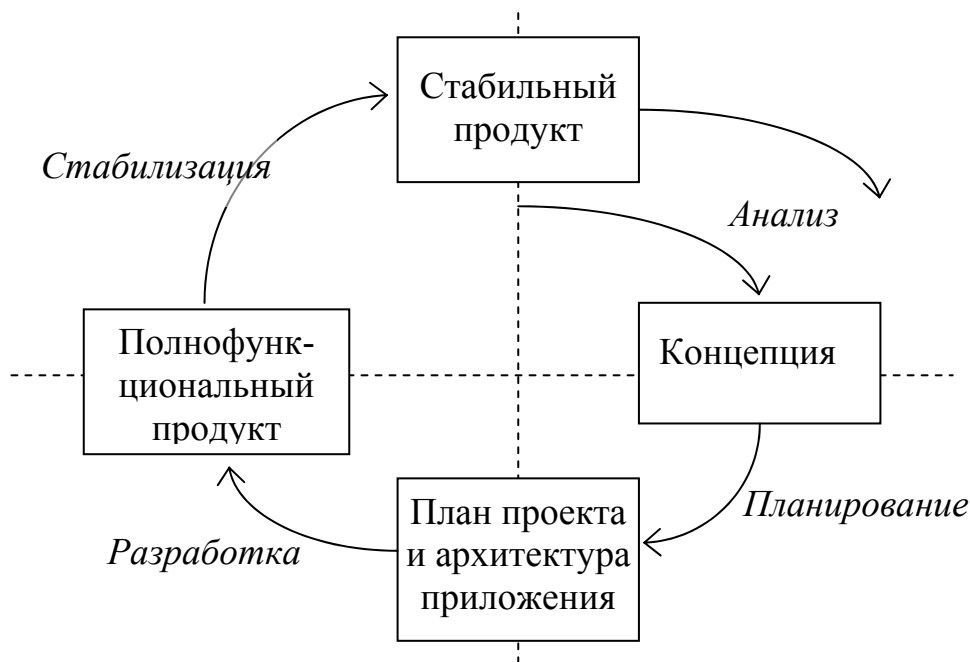 Стабильный
продукт
Стабилизация
Анализ
Полнофунк-
циональный
продукт
Концепция
План проекта
и архитектура
приложения
Планирование
Разработка